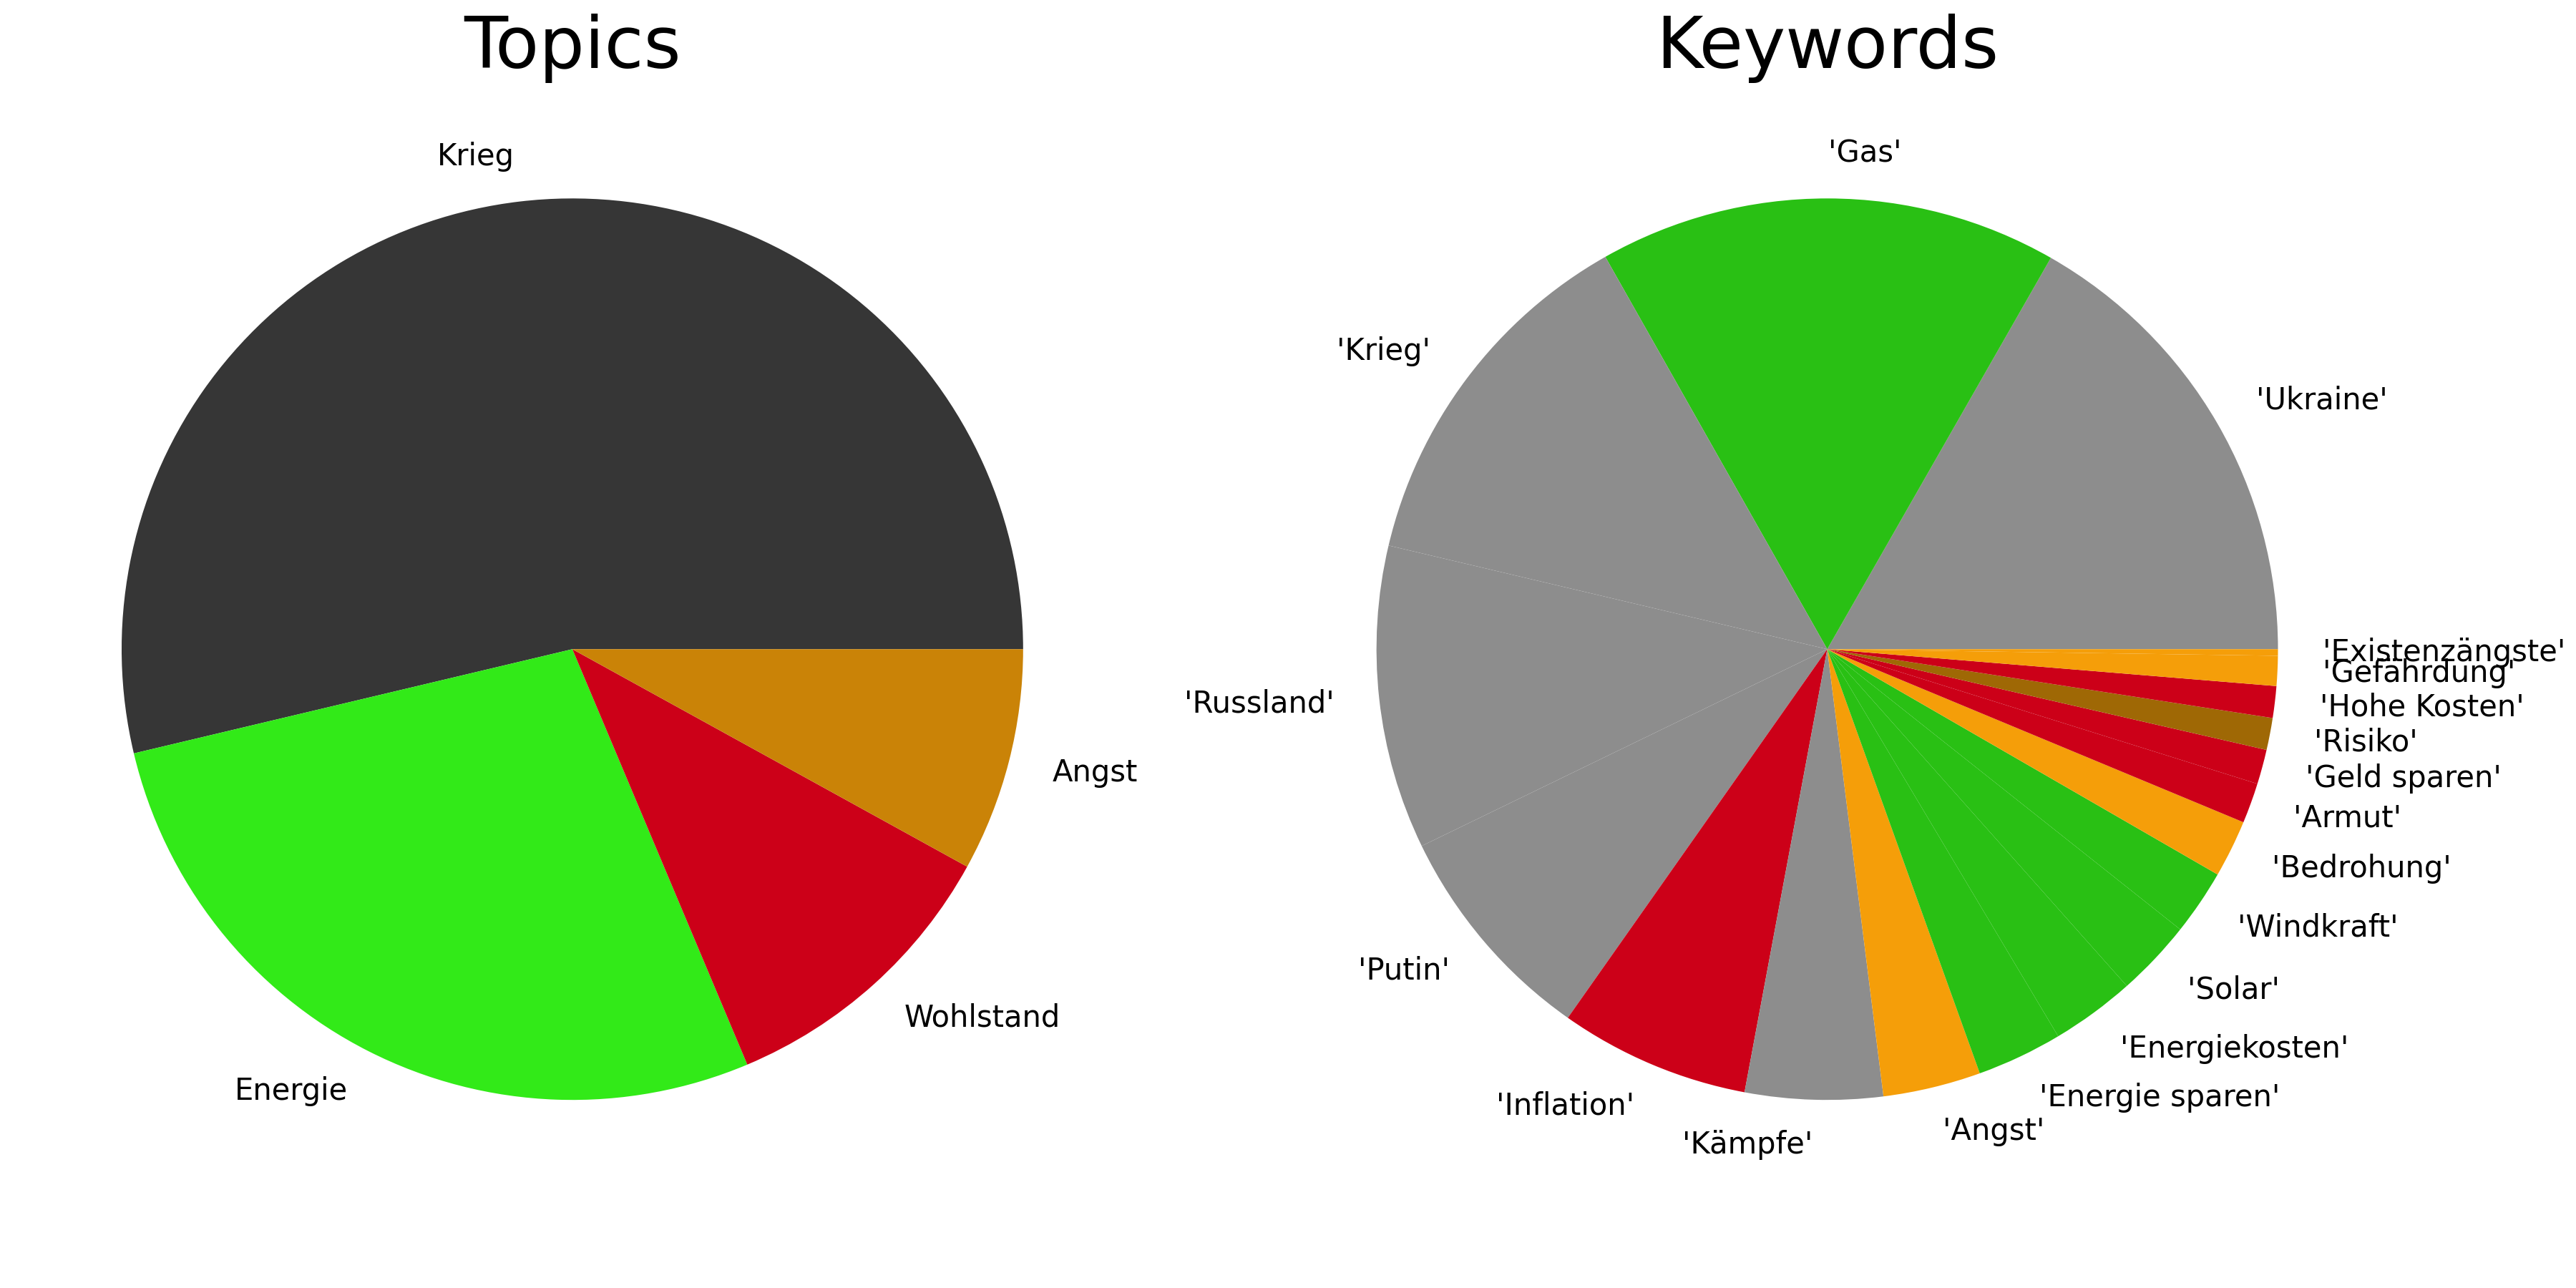 Topics
Krieg
Energie
Wohlstand
Angst
Keywords
'Gas'
'Ukraine'
'Krieg'
'Russland'
'Putin'
'Inflation'
'Kämpfe'
'Angst'
'Energie sparen'
'Energiekosten'
'Solar'
'Windkraft'
'Bedrohung'
'Armut'
'Geld sparen'
'Risiko'
'Hohe Kosten'
'Gefährdung'
'Existenzängste'